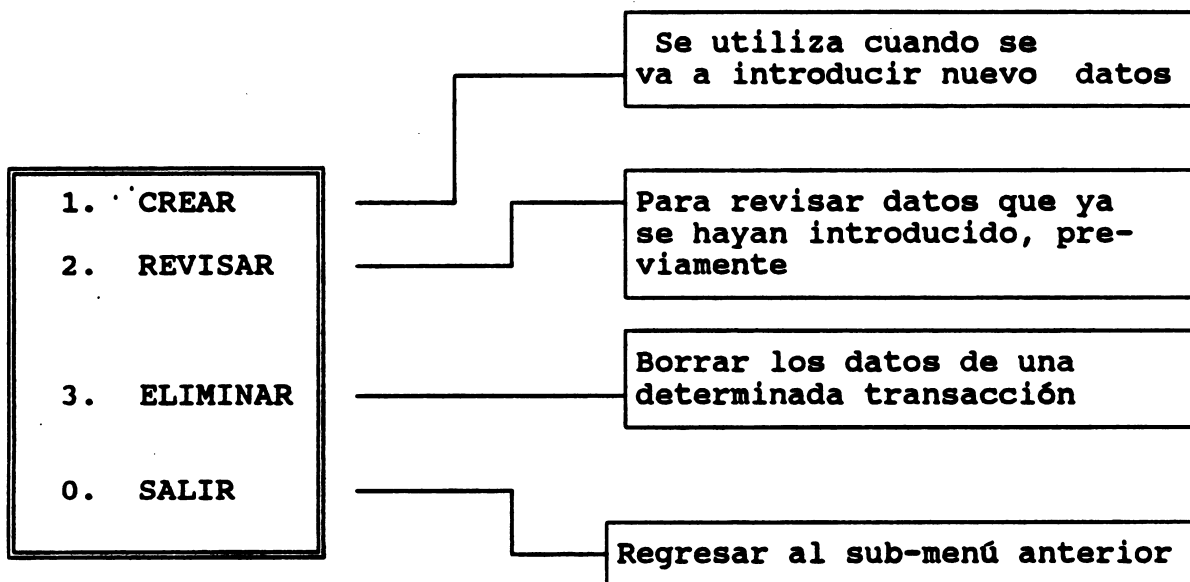 Se utiliza cuando se
va a introducir nuevo datos
1. CREAR
2. REVISAR
3. ELIMINAR
0. SALIR
Para revisar datos que ya
se hayan introducido, pre-
viamente
Borrar los datos de una
determinada transacción
Regresar al sub-menú anterior